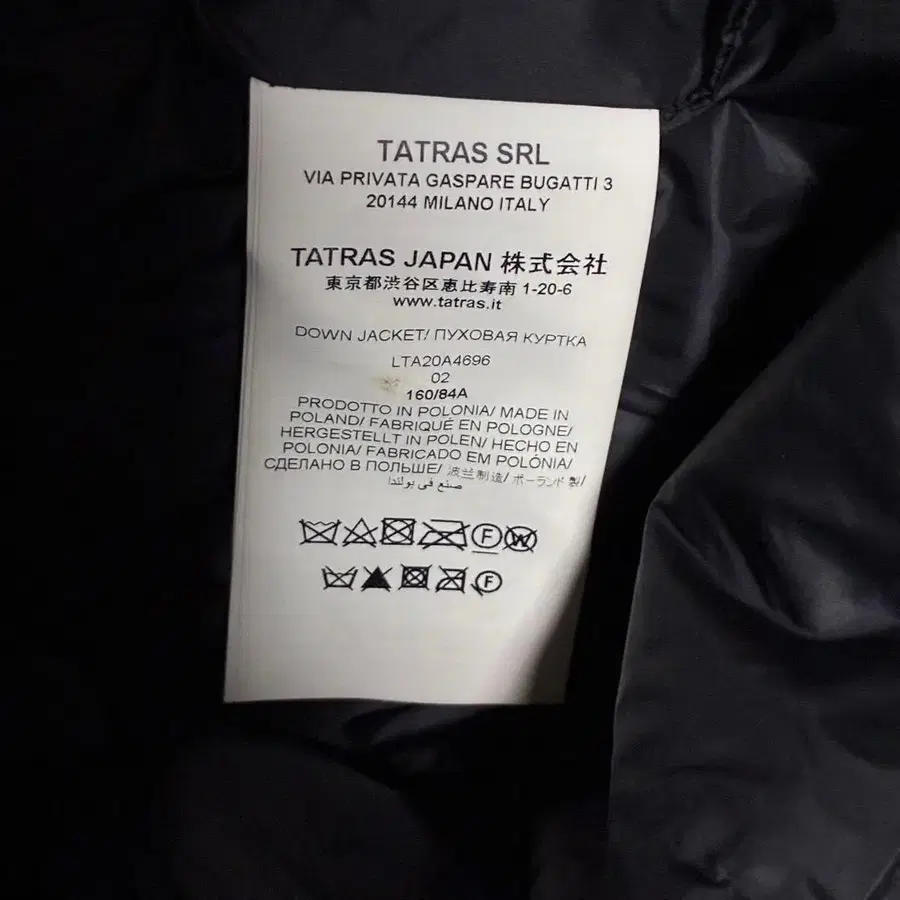 TATRAS SRL
VIA PRIVATA GASPARE BUGATTI 3
20144 MILANO ITALY
TATRAS JAPAN 株式会社
東京都渋谷区恵比寿南 1-20-6
www.tatras.it
DOWN JACKET/ ПУХОВАЯ КУРТКА
LTA20A4696
02
160/84A
PRODOTTO IN POLONIA/ MADE IN
POLAND/ FABRIQUÉ EN POLOGNE/
HERGESTELLT IN POLEN/ HECHO EN
POLONIA/ FABRICADO EM POLÓNIA/
СДЕЛАНО В ПОЛЬШЕ/ 波兰制造/ ポーランド製/
صنع في بولندا
F W
F